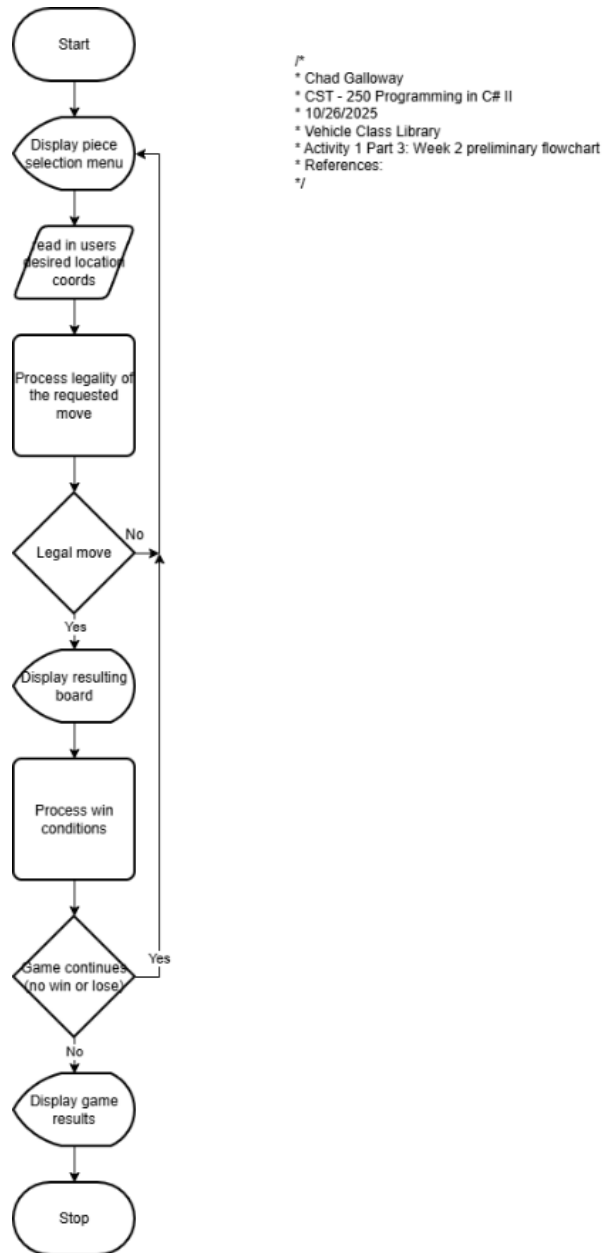 Start
/*
* Chad Galloway
* CST - 250 Programming in C# II
* 10/26/2025
* Vehicle Class Library
* Activity 1 Part 3: Week 2 preliminary flowchart
* References:
*/
Display piece
selection menu
read in users
desired location
coords
Process legality of
the requested
move
Legal move
No
Yes
Display resulting
board
Process win
conditions
Game continues
(no win or lose)
Yes
No
Display game
results
Stop